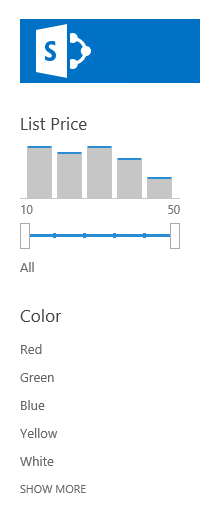 S
List Price
10 50
All
Color
Red
Green
Blue
Yellow
White
SHOW MORE